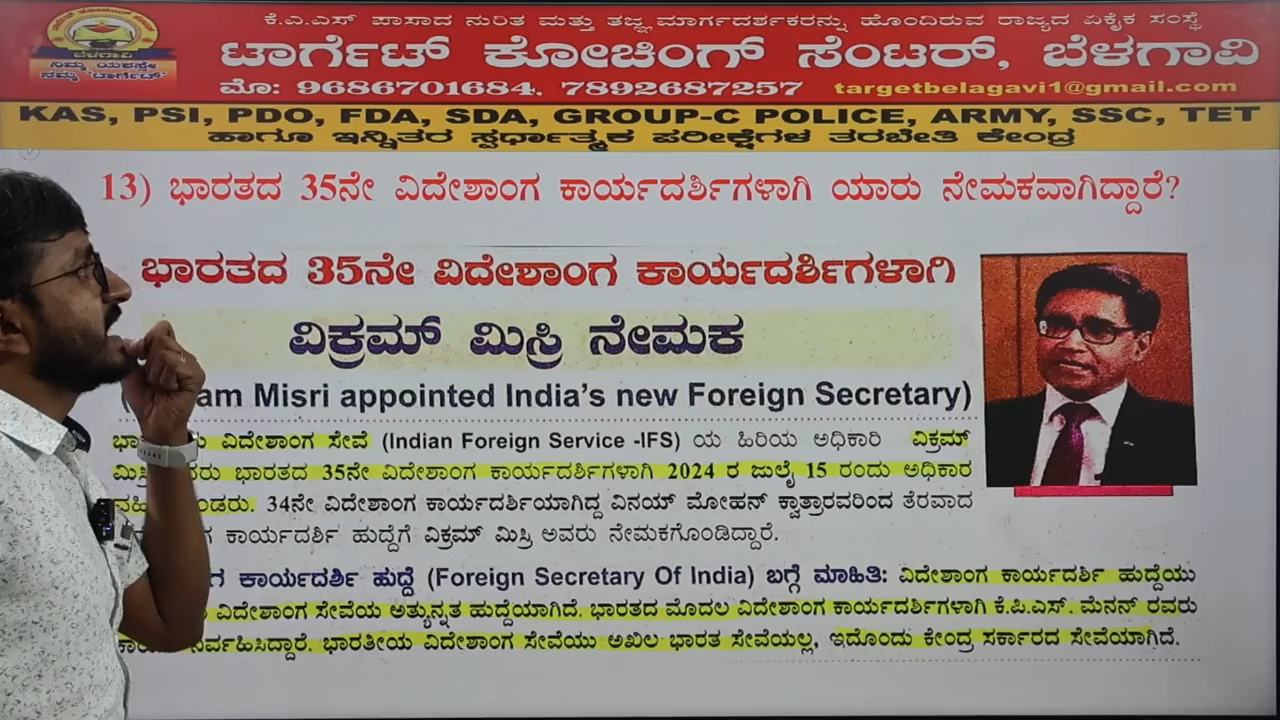 ಕೆ.ಎ.ಎಸ್ ಪಾಸಾದ ನುರಿತ ಮತ್ತು ತಜ್ಞ ಮಾರ್ಗದರ್ಶಕರನ್ನು ಹೊಂದಿರುವ ರಾಜ್ಯದ ಏಕೈಕ ಸಂಸ್ಥೆ
ಟಾರ್ಗೆಟ್ ಕೋಚಿಂಗ್ ಸೆಂಟರ್, ಬೆಳಗಾವಿ
ಬೆಳಗಾವಿ
ನಿಮ್ಮ ಯಶಸ್ಸೇ
ನಮ್ಮ "ಟಾರ್ಗೆಟ್"
ಮೊ: 9686701684, 7892687257 targetbelagavi1@gmail.com
KAS, PSI, PDO, FDA, SDA, GROUP-C POLICE, ARMY, SSC, TET
ಹಾಗೂ ಇನ್ನಿತರ ಸ್ಪರ್ಧಾತ್ಮಕ ಪರೀಕ್ಷೆಗಳ ತರಬೇತಿ ಕೇಂದ್ರ
13) ಭಾರತದ 35ನೇ ವಿದೇಶಾಂಗ ಕಾರ್ಯದರ್ಶಿಗಳಾಗಿ ಯಾರು ನೇಮಕವಾಗಿದ್ದಾರೆ?
ಭಾರತದ 35ನೇ ವಿದೇಶಾಂಗ ಕಾರ್ಯದರ್ಶಿಗಳಾಗಿ
ವಿಕ್ರಮ್ ಮಿಸ್ರಿ ನೇಮಕ
am Misri appointed India's new Foreign Secretary)
ವಿದೇಶಾಂಗ ಸೇವೆ (Indian Foreign Service -IFS) ಯ ಹಿರಿಯ ಅಧಿಕಾರಿ ವಿಕ್ರಮ್
ಭಾರತದ 35ನೇ ವಿದೇಶಾಂಗ ಕಾರ್ಯದರ್ಶಿಗಳಾಗಿ 2024 ರ ಜುಲೈ 15 ರಂದು ಅಧಿಕಾರ
34ನೇ ವಿದೇಶಾಂಗ ಕಾರ್ಯದರ್ಶಿಯಾಗಿದ್ದ ವಿನಯ್ ಮೋಹನ್ ಕ್ವಾತ್ರಾರವರಿಂದ ತೆರವಾದ
ಕಾರ್ಯದರ್ಶಿ ಹುದ್ದೆಗೆ ವಿಕ್ರಮ್ ಮಿಸ್ರಿ ಅವರು ನೇಮಕಗೊಂಡಿದ್ದಾರೆ.
ಗ ಕಾರ್ಯದರ್ಶಿ ಹುದ್ದೆ (Foreign Secretary Of India) ಬಗ್ಗೆ ಮಾಹಿತಿ: ವಿದೇಶಾಂಗ ಕಾರ್ಯದರ್ಶಿ ಹುದ್ದೆಯು
ವಿದೇಶಾಂಗ ಸೇವೆಯ ಅತ್ಯುನ್ನತ ಹುದ್ದೆಯಾಗಿದೆ. ಭಾರತದ ಮೊದಲ ವಿದೇಶಾಂಗ ಕಾರ್ಯದರ್ಶಿಗಳಾಗಿ ಕೆ.ಪಿ.ಎಸ್. ಮೆನನ್ ರವರು
ನಿರ್ವಹಿಸಿದ್ದಾರೆ. ಭಾರತೀಯ ವಿದೇಶಾಂಗ ಸೇವೆಯು ಅಖಿಲ ಭಾರತ ಸೇವೆಯಲ್ಲ, ಇದೊಂದು ಕೇಂದ್ರ ಸರ್ಕಾರದ ಸೇವೆಯಾಗಿದೆ.